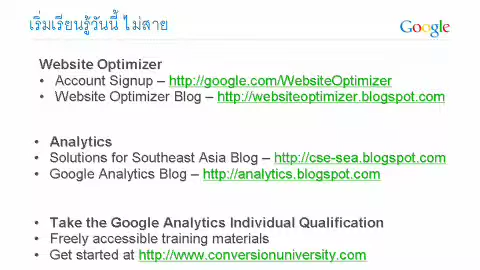 เริ่มเรียนรู้วันนี้ ไม่สาย
Google
Website Optimizer
• Account Signup – http://google.com/WebsiteOptimizer
• Website Optimizer Blog – http://websiteoptimizer.blogspot.com
• Analytics
• Solutions for Southeast Asia Blog – http://cse-sea.blogspot.com
• Google Analytics Blog – http://analytics.blogspot.com
• Take the Google Analytics Individual Qualification
• Freely accessible training materials
• Get started at http://www.conversionuniversity.com